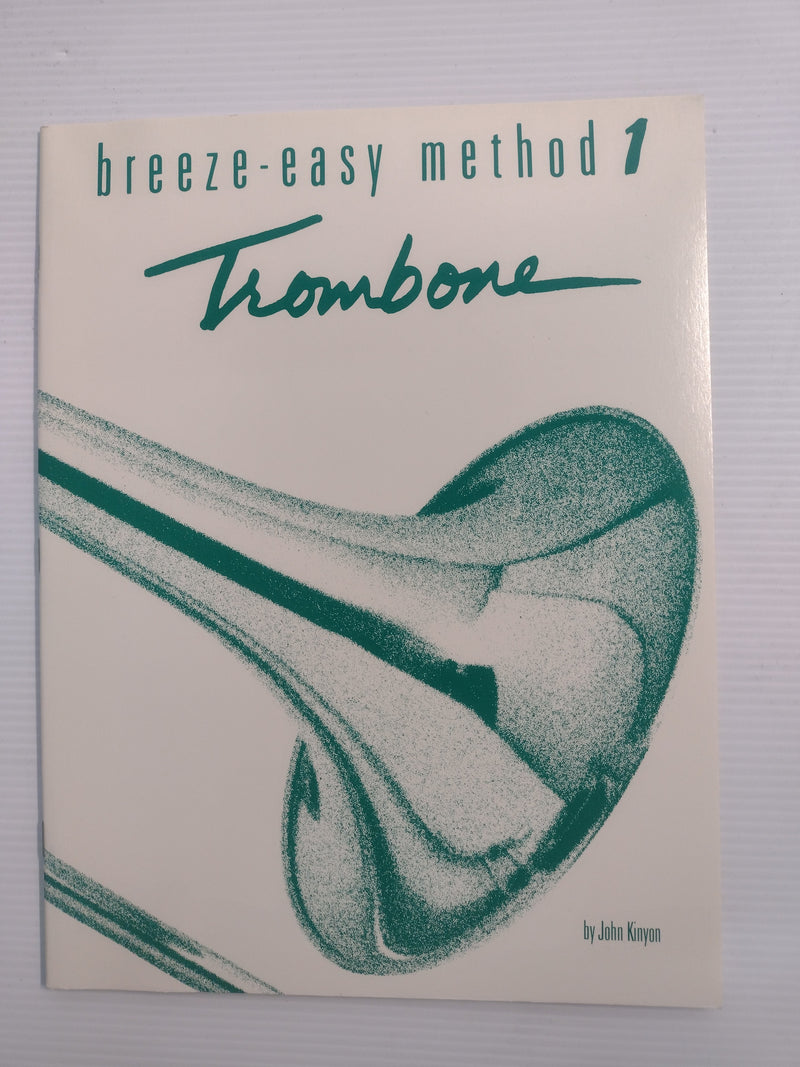 breeze-easy method 1
Trombone
by John Kinyon